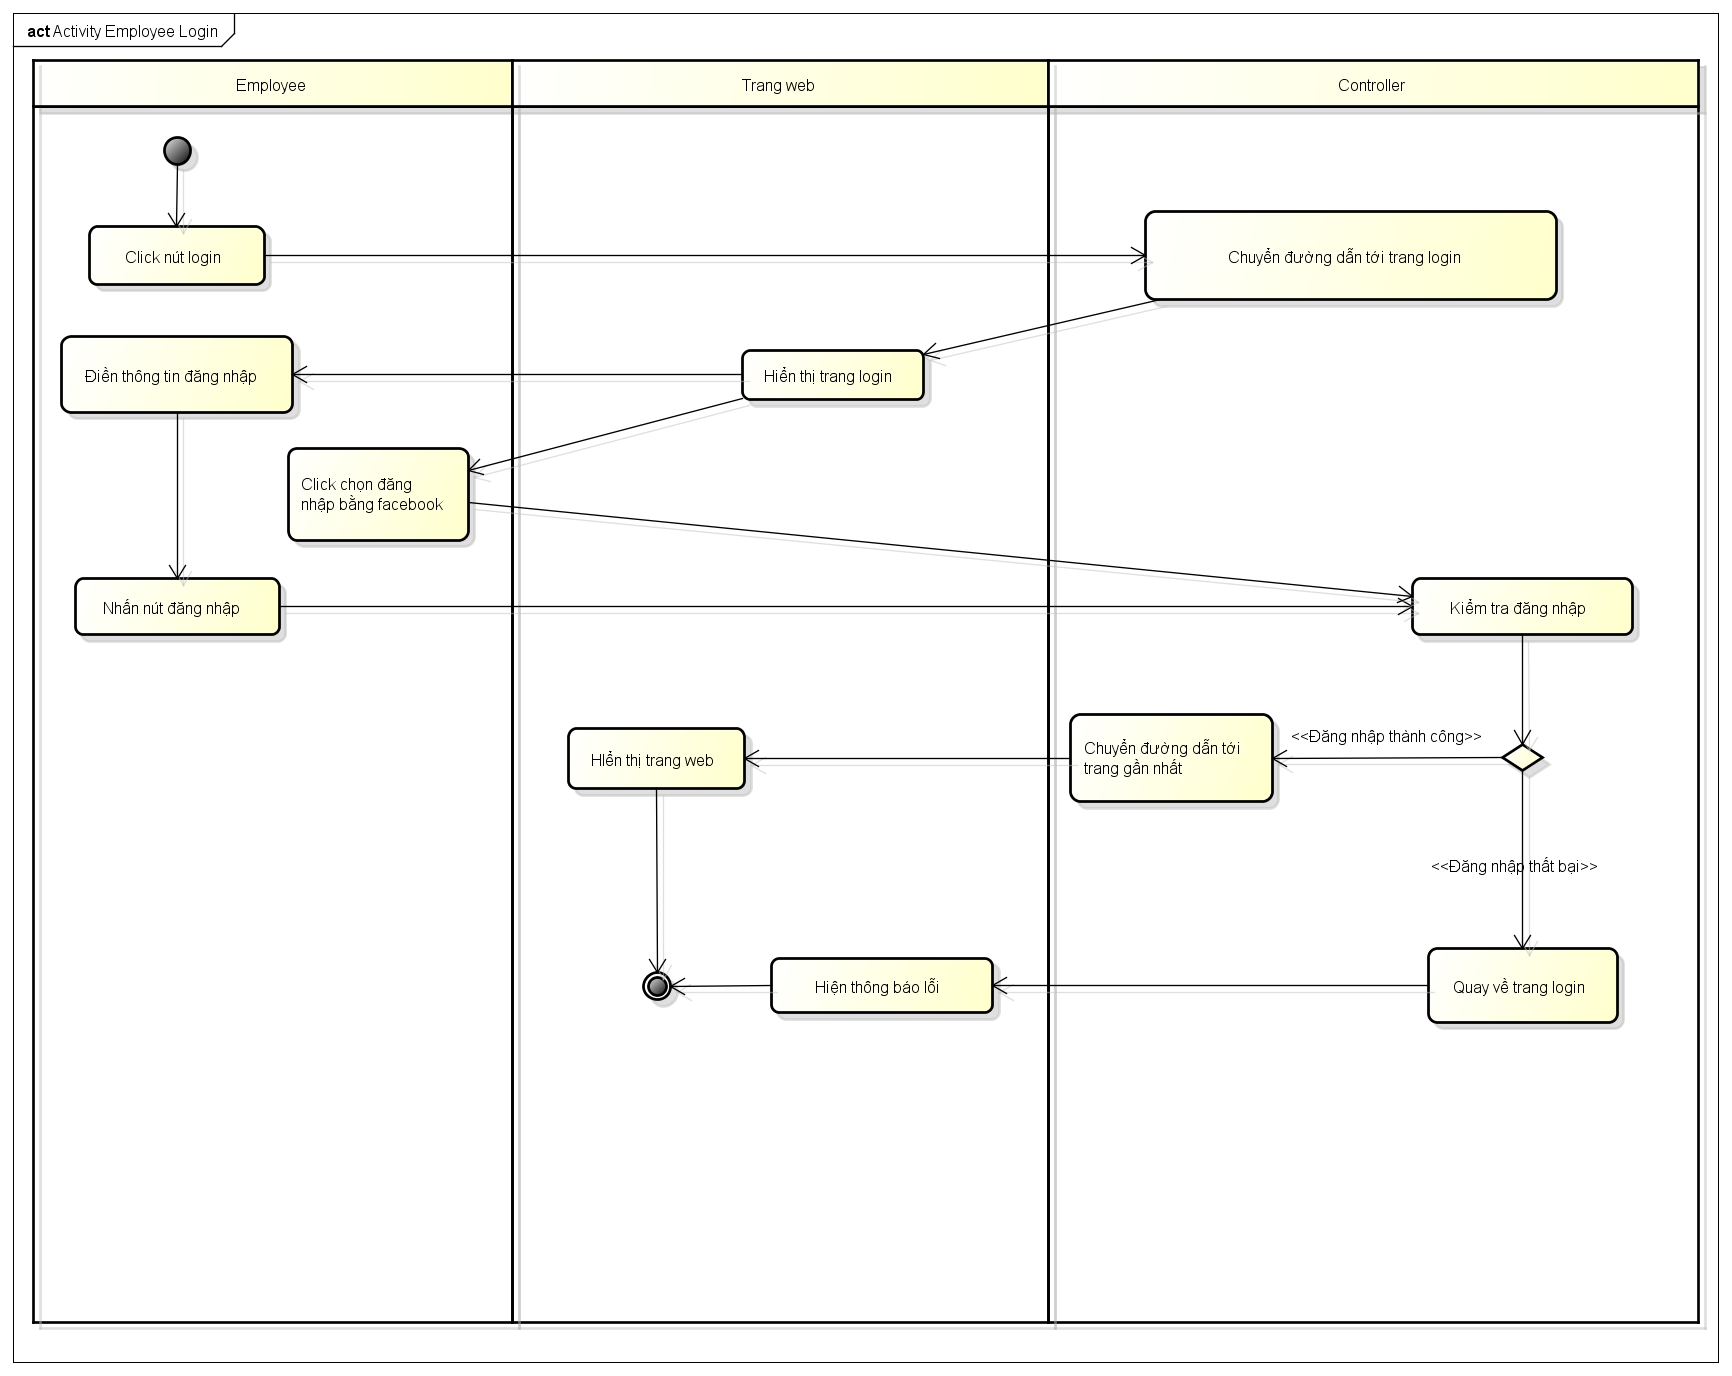 act Activity Employee Login
Employee
Trang web
Controller
Click nút login
Chuyển đường dẫn tới trang login
Điền thông tin đăng nhập
Hiển thị trang login
Click chọn đăng
nhập bằng facebook
Nhấn nút đăng nhập
Kiểm tra đăng nhập
<<Đăng nhập thành công>>
Chuyển đường dẫn tới
trang gần nhất
HIển thị trang web
<<Đăng nhập thất bại>>
Hiện thông báo lỗi
Quay về trang login